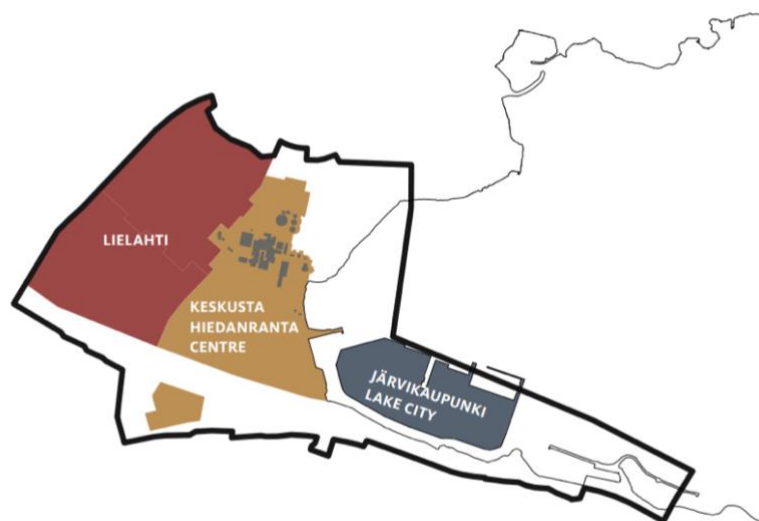 LIELAHTI
KESKUSTA
HIEDANRANTA
CENTRE
JÄRVIKAUPUNKI
LAKE CITY